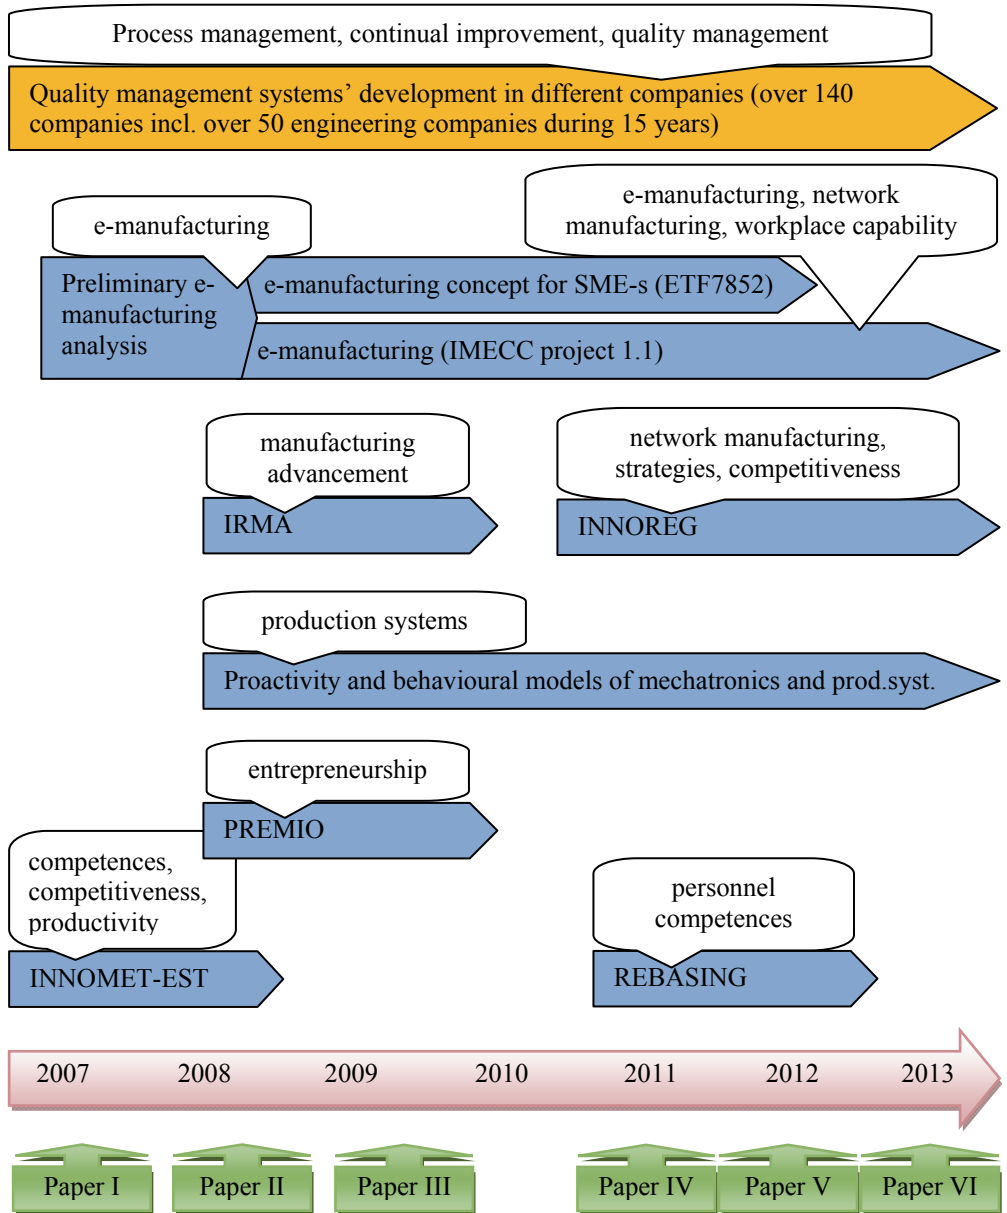 Process management, continual improvement, quality management
Quality management systems’ development in different companies (over 140
companies incl. over 50 engineering companies during 15 years)
e-manufacturing
e-manufacturing, network
manufacturing, workplace capability
Preliminary e-
manufacturing
analysis
e-manufacturing concept for SME-s (ETF7852)
e-manufacturing (IMECC project 1.1)
manufacturing
advancement
IRMA
network manufacturing,
strategies, competitiveness
INNOREG
production systems
Proactivity and behavioural models of mechatronics and prod.syst.
entrepreneurship
PREMIO
competences,
competitiveness,
productivity
INNOMET-EST
personnel
competences
REBASING
2007 2008 2009 2010 2011 2012 2013
Paper I Paper II Paper III Paper IV Paper V Paper VI